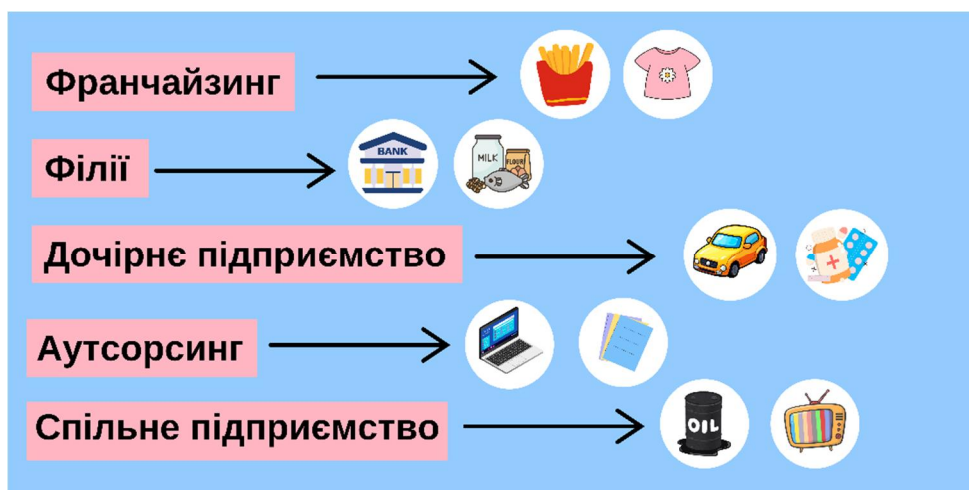 Франчайзинг
Філії
BANK
MILK
FLOUR
Дочірнє підприємство
Аутсорсинг
Спільне підприємство
OIL